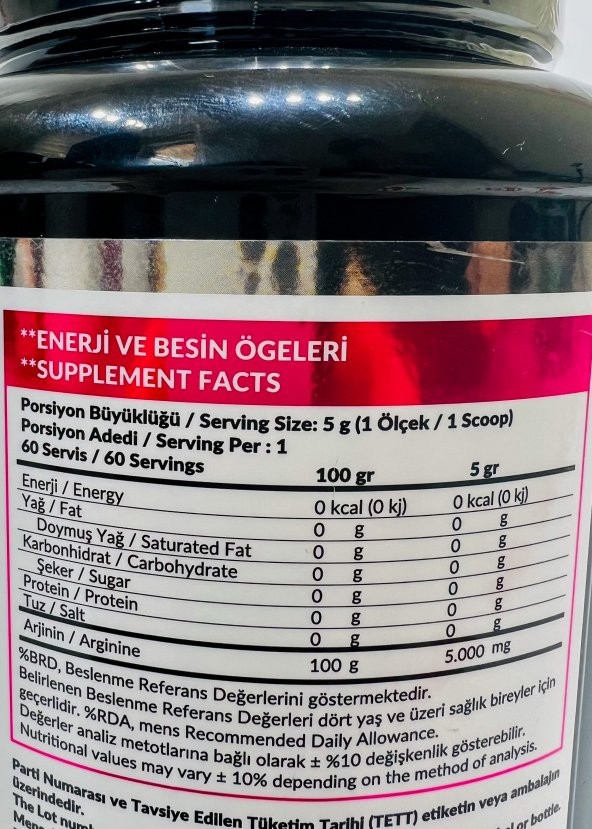 **ENERJİ VE BESİN ÖGELERİ
**SUPPLEMENT FACTS
Porsiyon Büyüklüğü / Serving Size: 5 g (1 Ölçek / 1 Scoop)
Porsiyon Adedi / Serving Per : 1
60 Servis / 60 Servings
100 gr 5 gr
Enerji / Energy 0 kcal (0 kj) 0 kcal (0 kj)
Yağ / Fat 0 g 0 g
Doymuş Yağ / Saturated Fat 0 g 0 g
Karbonhidrat / Carbohydrate 0 g 0 g
Şeker / Sugar 0 g 0 g
Protein / Protein 0 g 0 g
Tuz / Salt 0 g 0 g
Arjinin / Arginine 100 g 5.000 mg
%BRD, Beslenme Referans Değerlerini göstermektedir.
Belirlenen Beslenme Referans Değerleri dört yaş ve üzeri sağlık bireyler için
geçerlidir. %RDA, mens Recommended Daily Allowance.
Değerler analiz metotlarına bağlı olarak ± %10 değişkenlik gösterebilir.
Nutritional values may vary ± 10% depending on the method of analysis.
Parti Numarası ve Tavsiye Edilen Tüketim Tarihi (TETT) etiketin veya ambalajın
üzerindedir.
The Lot or bottle.